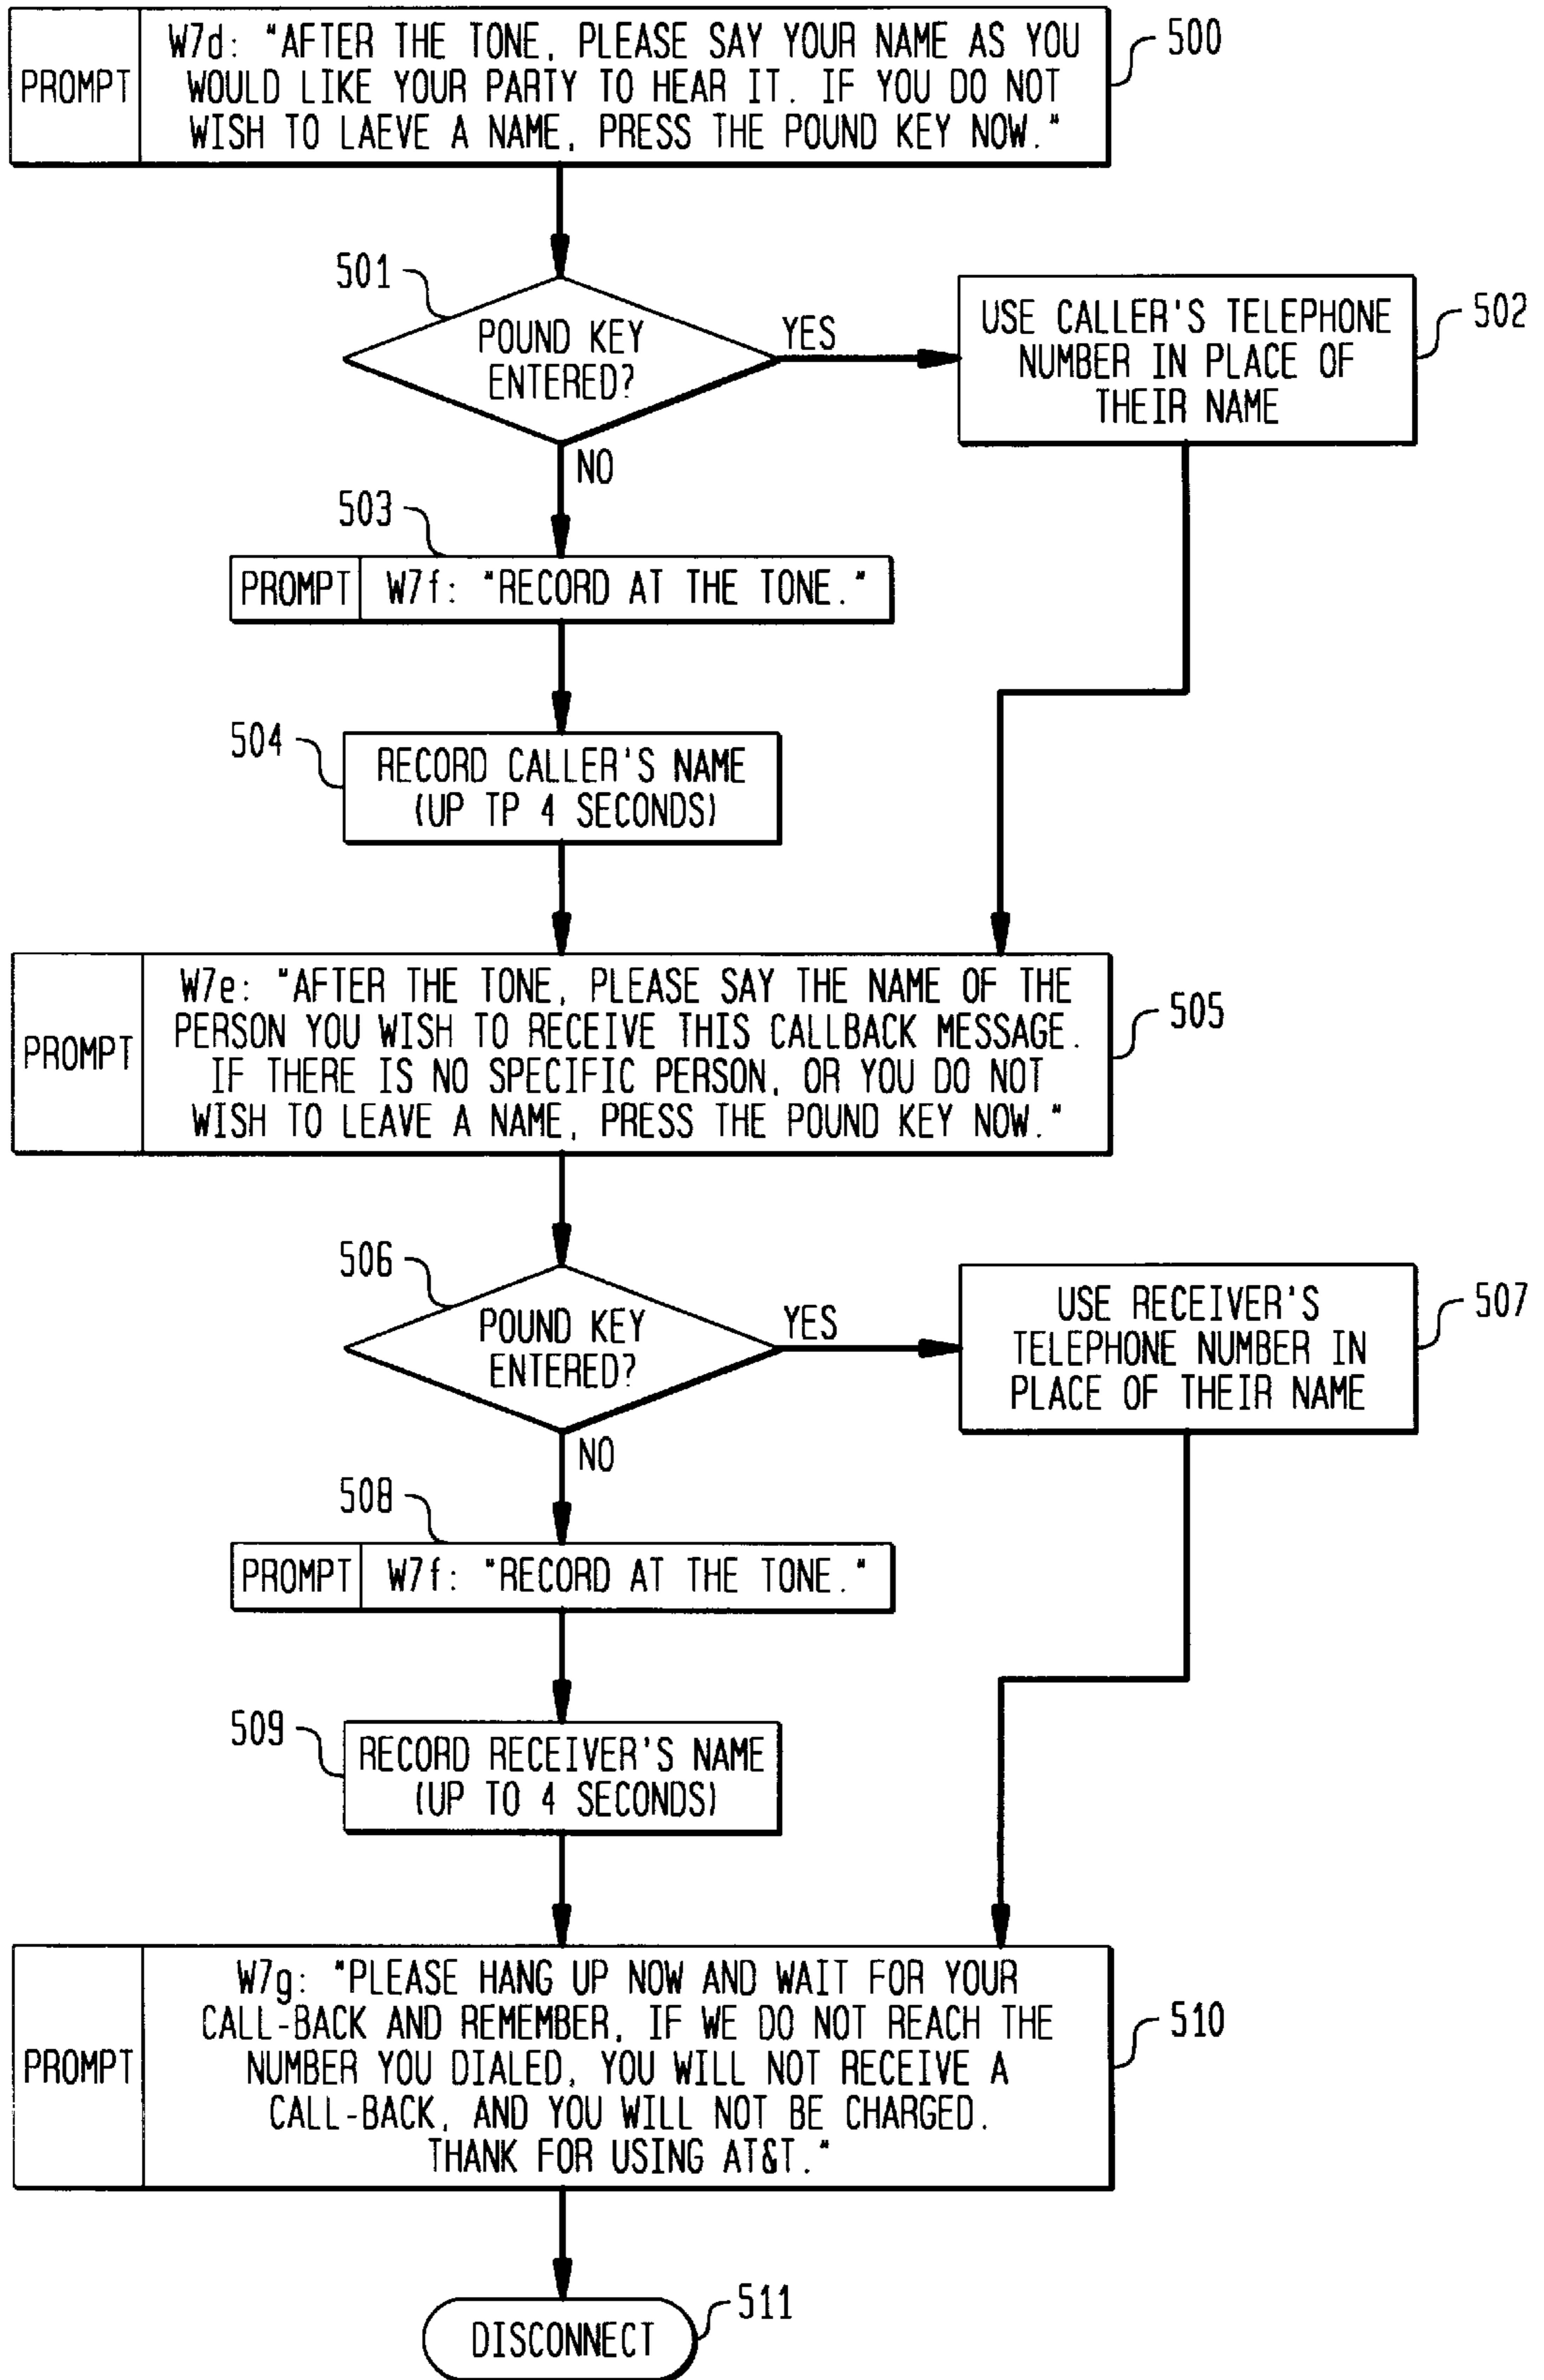 PROMPT
W7d: "AFTER THE TONE, PLEASE SAY YOUR NAME AS YOU
WOULD LIKE YOUR PARTY TO HEAR IT. IF YOU DO NOT
WISH TO LAEVE A NAME, PRESS THE POUND KEY NOW."
500
501
POUND KEY
ENTERED?
YES
NO
USE CALLER'S TELEPHONE
NUMBER IN PLACE OF
THEIR NAME
502
503
PROMPT
W7f: "RECORD AT THE TONE."
504
RECORD CALLER'S NAME
(UP TP 4 SECONDS)
PROMPT
W7e: "AFTER THE TONE, PLEASE SAY THE NAME OF THE
PERSON YOU WISH TO RECEIVE THIS CALLBACK MESSAGE.
IF THERE IS NO SPECIFIC PERSON, OR YOU DO NOT
WISH TO LEAVE A NAME, PRESS THE POUND KEY NOW."
505
506
POUND KEY
ENTERED?
YES
NO
USE RECEIVER'S
TELEPHONE NUMBER IN
PLACE OF THEIR NAME
507
508
PROMPT
W7f: "RECORD AT THE TONE."
509
RECORD RECEIVER'S NAME
(UP TO 4 SECONDS)
PROMPT
W7g: "PLEASE HANG UP NOW AND WAIT FOR YOUR
CALL-BACK AND REMEMBER, IF WE DO NOT REACH THE
NUMBER YOU DIALED, YOU WILL NOT RECEIVE A
CALL-BACK, AND YOU WILL NOT BE CHARGED.
THANK FOR USING AT&T."
510
DISCONNECT
511